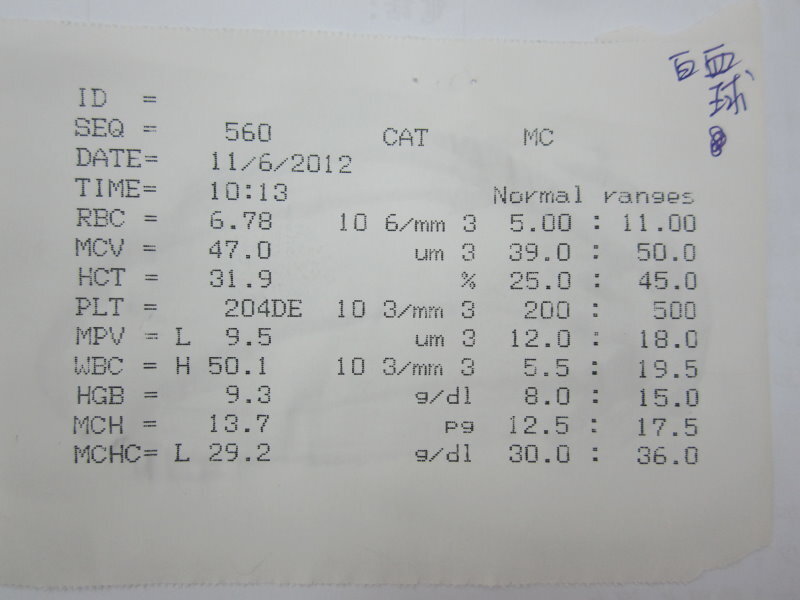 白血
球
ID =
SEQ = 560 CAT MC
DATE= 11/6/2012
TIME= 10:13 Normal ranges
RBC = 6.78 10 6/mm 3 5.00 : 11.00
MCV = 47.0 um 3 39.0 : 50.0
HCT = 31.9 % 25.0 : 45.0
PLT = 204DE 10 3/mm 3 200 : 500
MPV = L 9.5 um 3 12.0 : 18.0
WBC = H 50.1 10 3/mm 3 5.5 : 19.5
HGB = 9.3 g/dl 8.0 : 15.0
MCH = 13.7 pg 12.5 : 17.5
MCHC= L 29.2 g/dl 30.0 : 36.0